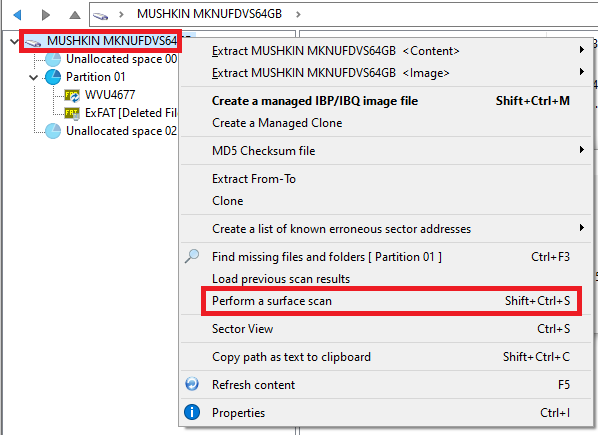 MUSHKIN MKNUFDVS64GB
MUSHKIN MKNUFDVS64
Unallocated space 00
Partition 01
WVU4677
ExFAT [Deleted Fil
Unallocated space 02
Extract MUSHKIN MKNUFDVS64GB <Content>
Extract MUSHKIN MKNUFDVS64GB <Image>
Create a managed IBP/IBQ image file Shift+Ctrl+M
Create a Managed Clone
MD5 Checksum file
Extract From-To
Clone
Create a list of known erroneous sector addresses
Find missing files and folders [ Partition 01 ] Ctrl+F3
Load previous scan results
Perform a surface scan Shift+Ctrl+S
Sector View Ctrl+S
Copy path as text to clipboard Shift+Ctrl+C
Refresh content F5
Properties Ctrl+I